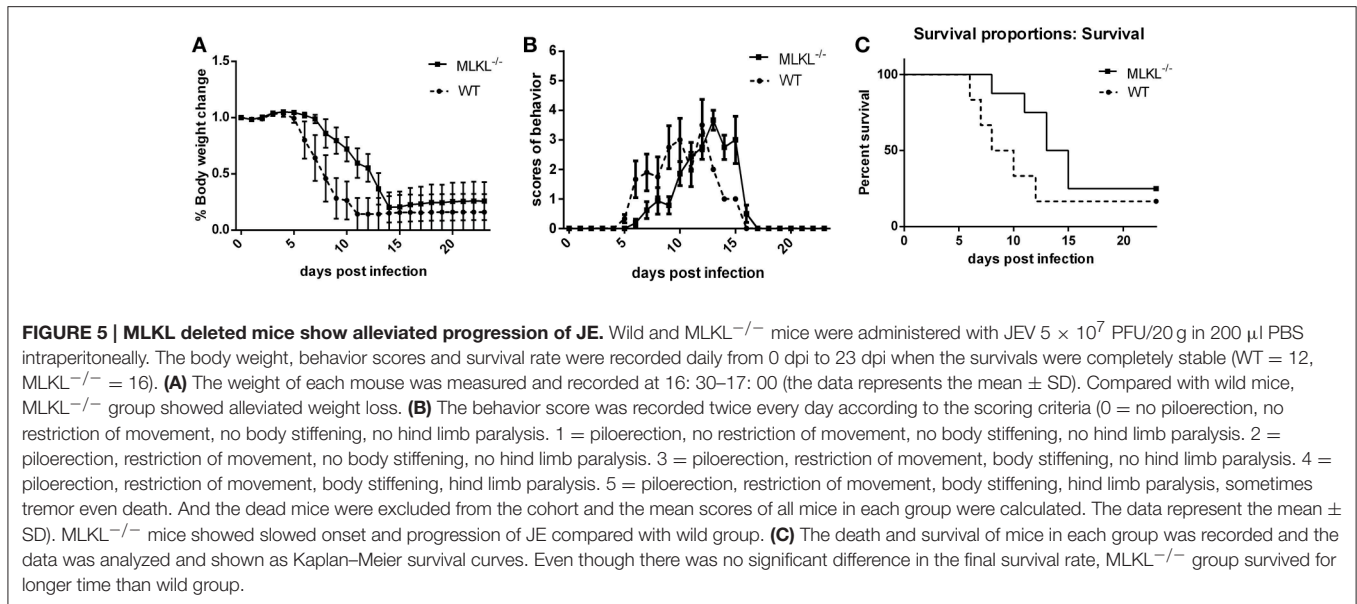 A
1.5
1.0
0.5
0.0
% Body weight change
0
5
10
15
20
days post infection
MLKL-/-
WT
B
6
5
4
3
2
1
0
scores of behavior
0
5
10
15
20
days post infection
MLKL-/-
WT
C
Survival proportions: Survival
100
50
0
Percent survival
0
5
10
15
20
days post infection
MLKL-/-
WT
FIGURE 5 | MLKL deleted mice show alleviated progression of JE. Wild and MLKL−/− mice were administered with JEV 5 × 10⁷ PFU/20 g in 200 µl PBS
intraperitoneally. The body weight, behavior scores and survival rate were recorded daily from 0 dpi to 23 dpi when the survivals were completely stable (WT = 12,
MLKL−/− = 16). (A) The weight of each mouse was measured and recorded at 16: 30–17: 00 (the data represents the mean ± SD). Compared with wild mice,
MLKL−/− group showed alleviated weight loss. (B) The behavior score was recorded twice every day according to the scoring criteria (0 = no piloerection, no
restriction of movement, no body stiffening, no hind limb paralysis. 1 = piloerection, no restriction of movement, no body stiffening, no hind limb paralysis. 2 =
piloerection, restriction of movement, no body stiffening, no hind limb paralysis. 3 = piloerection, restriction of movement, body stiffening, no hind limb paralysis. 4 =
piloerection, restriction of movement, body stiffening, hind limb paralysis. 5 = piloerection, restriction of movement, body stiffening, hind limb paralysis, sometimes
tremor even death. And the dead mice were excluded from the cohort and the mean scores of all mice in each group were calculated. The data represent the mean ±
SD). MLKL−/− mice showed slowed onset and progression of JE compared with wild group. (C) The death and survival of mice in each group was recorded and the
data was analyzed and shown as Kaplan–Meier survival curves. Even though there was no significant difference in the final survival rate, MLKL−/− group survived for
longer time than wild group.